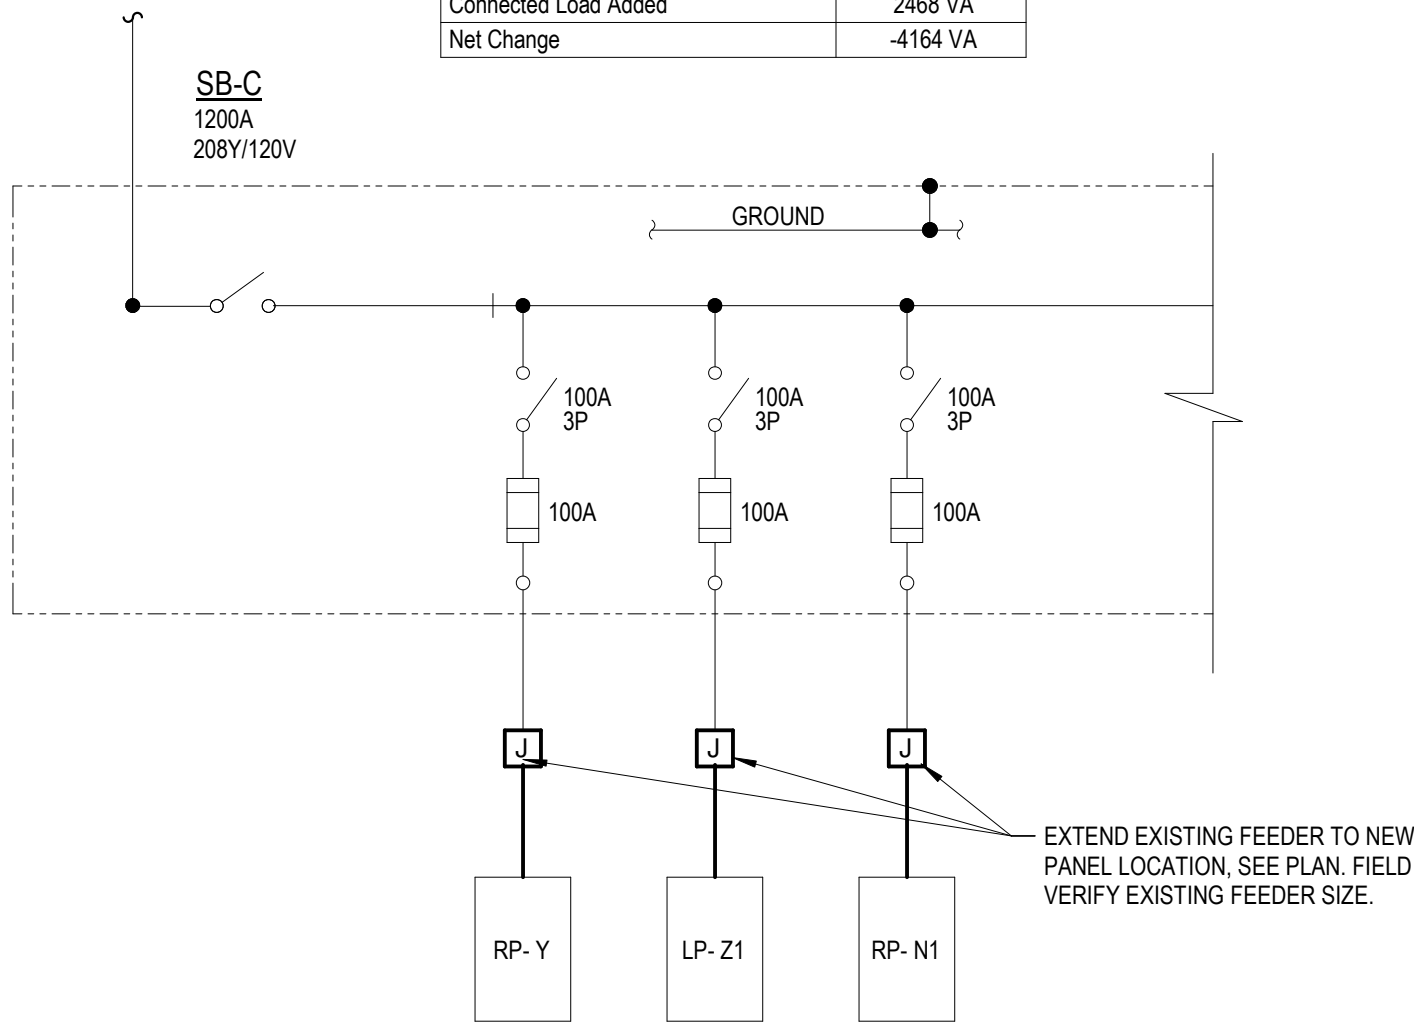 Connected Load Added 2468 VA
Net Change -4164 VA
SB-C
1200A
208Y/120V
GROUND
100A
3P
100A
3P
100A
3P
100A
100A
100A
J
J
J
EXTEND EXISTING FEEDER TO NEW
PANEL LOCATION, SEE PLAN. FIELD
VERIFY EXISTING FEEDER SIZE.
RP- Y
LP- Z1
RP- N1